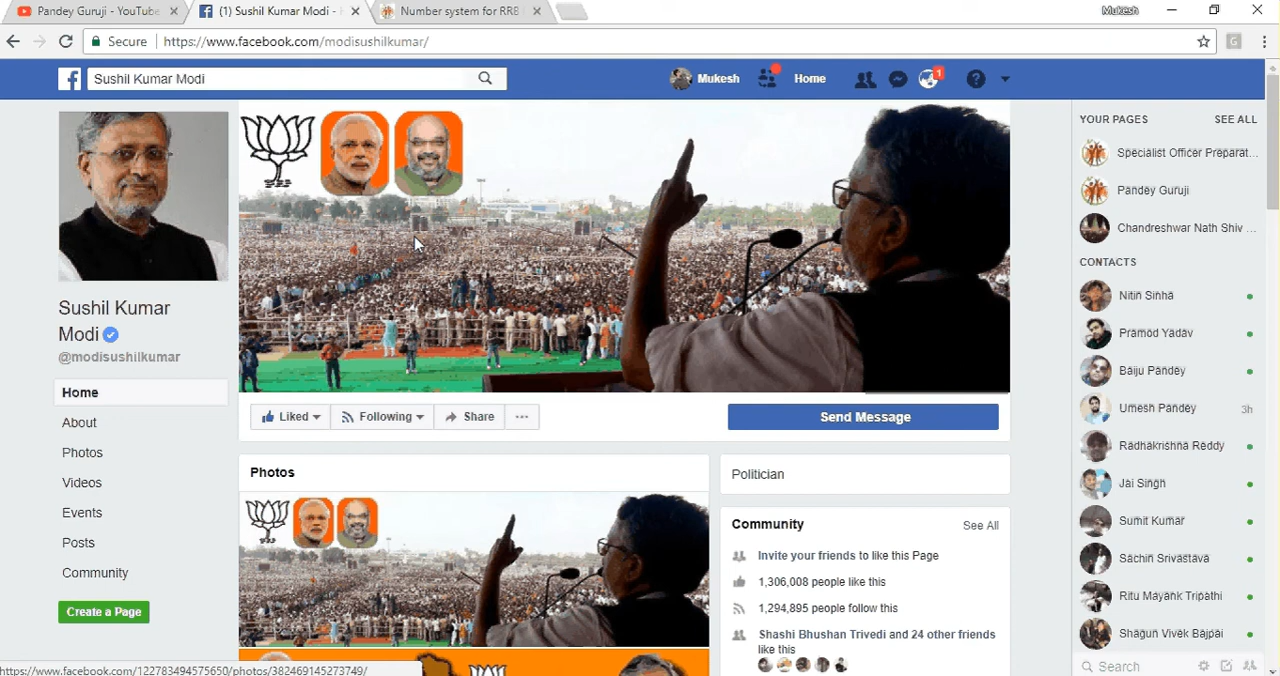 Pandey Guruji - YouTube
(1) Sushil Kumar Modi -
Number system for RRB
Mukesh
Secure
https://www.facebook.com/modisushilkumar/
Sushil Kumar Modi
Mukesh
Home
1
Sushil Kumar
Modi
@modisushilkumar
Home
About
Photos
Videos
Events
Posts
Community
Create a Page
Liked
Following
Share
Send Message
Photos
Politician
Community
See All
Invite your friends to like this Page
1,306,008 people like this
1,294,895 people follow this
Shashi Bhushan Trivedi and 24 other friends
like this
YOUR PAGES
SEE ALL
Specialist Officer Preparat...
Pandey Guruji
Chandreshwar Nath Shiv ...
CONTACTS
Nitin Sinha
Pramod Yadav
Baiju Pandey
Umesh Pandey 3h
Radhakrishna Reddy
Jai Singh
Sumit Kumar
Sachin Srivastava
Ritu Mayank Tripathi
Shagun Vivek Bajpai
Search
https://www.facebook.com/122783494575650/photos/382469145273749/